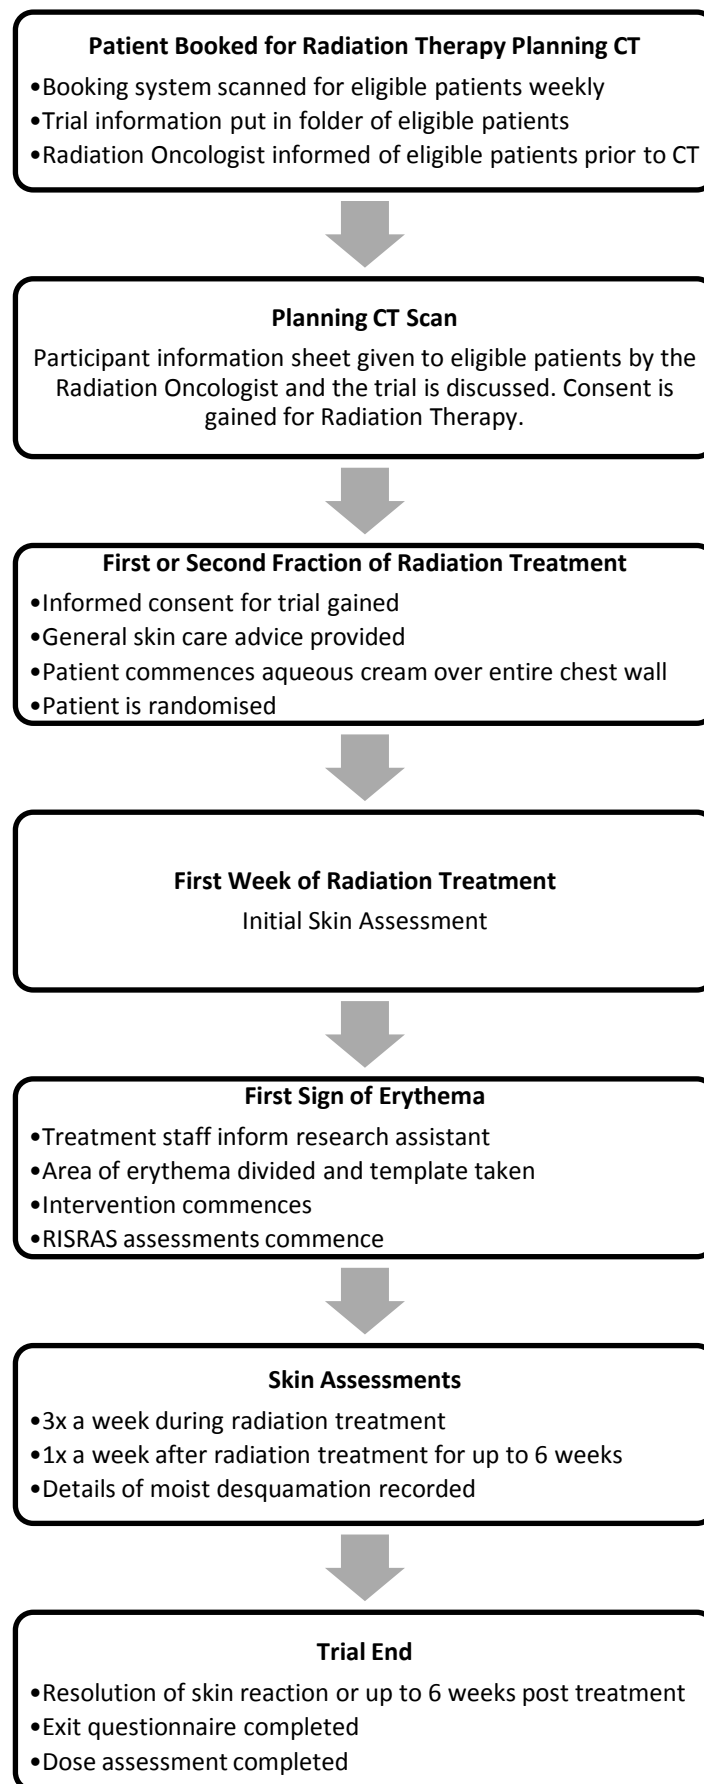 Patient Booked for Radiation Therapy Planning CT
•Booking system scanned for eligible patients weekly
•Trial information put in folder of eligible patients
•Radiation Oncologist informed of eligible patients prior to CT
Planning CT Scan
Participant information sheet given to eligible patients by the
Radiation Oncologist and the trial is discussed. Consent is
gained for Radiation Therapy.
First or Second Fraction of Radiation Treatment
•Informed consent for trial gained
•General skin care advice provided
•Patient commences aqueous cream over entire chest wall
•Patient is randomised
First Week of Radiation Treatment
Initial Skin Assessment
First Sign of Erythema
•Treatment staff inform research assistant
•Area of erythema divided and template taken
•Intervention commences
•RISRAS assessments commence
Skin Assessments
•3x a week during radiation treatment
•1x a week after radiation treatment for up to 6 weeks
•Details of moist desquamation recorded
Trial End
•Resolution of skin reaction or up to 6 weeks post treatment
•Exit questionnaire completed
•Dose assessment completed